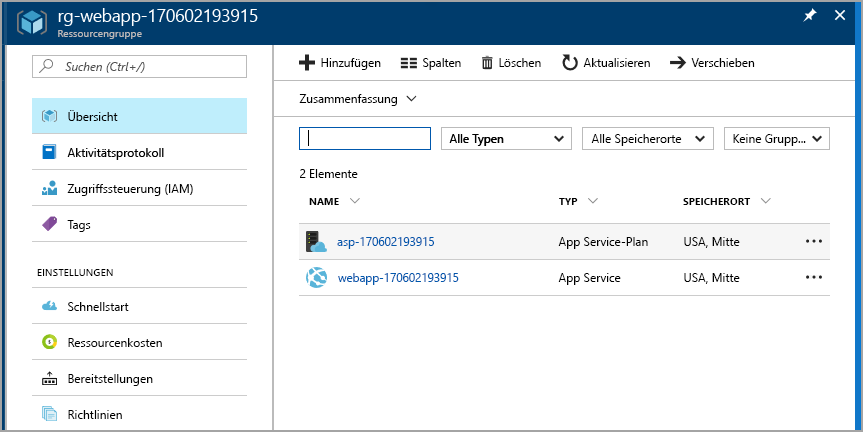 rg-webapp-170602193915
Ressourcengruppe
Suchen (Ctrl+/)
Übersicht
Aktivitätsprotokoll
Zugriffssteuerung (IAM)
Tags
EINSTELLUNGEN
Schnellstart
Ressourcenkosten
Bereitstellungen
Richtlinien
Hinzufügen Spalten Löschen Aktualisieren Verschieben
Zusammenfassung
Alle Typen Alle Speicherorte Keine Grupp...
2 Elemente
NAME TYP SPEICHERORT
asp-170602193915 App Service-Plan USA, Mitte
webapp-170602193915 App Service USA, Mitte